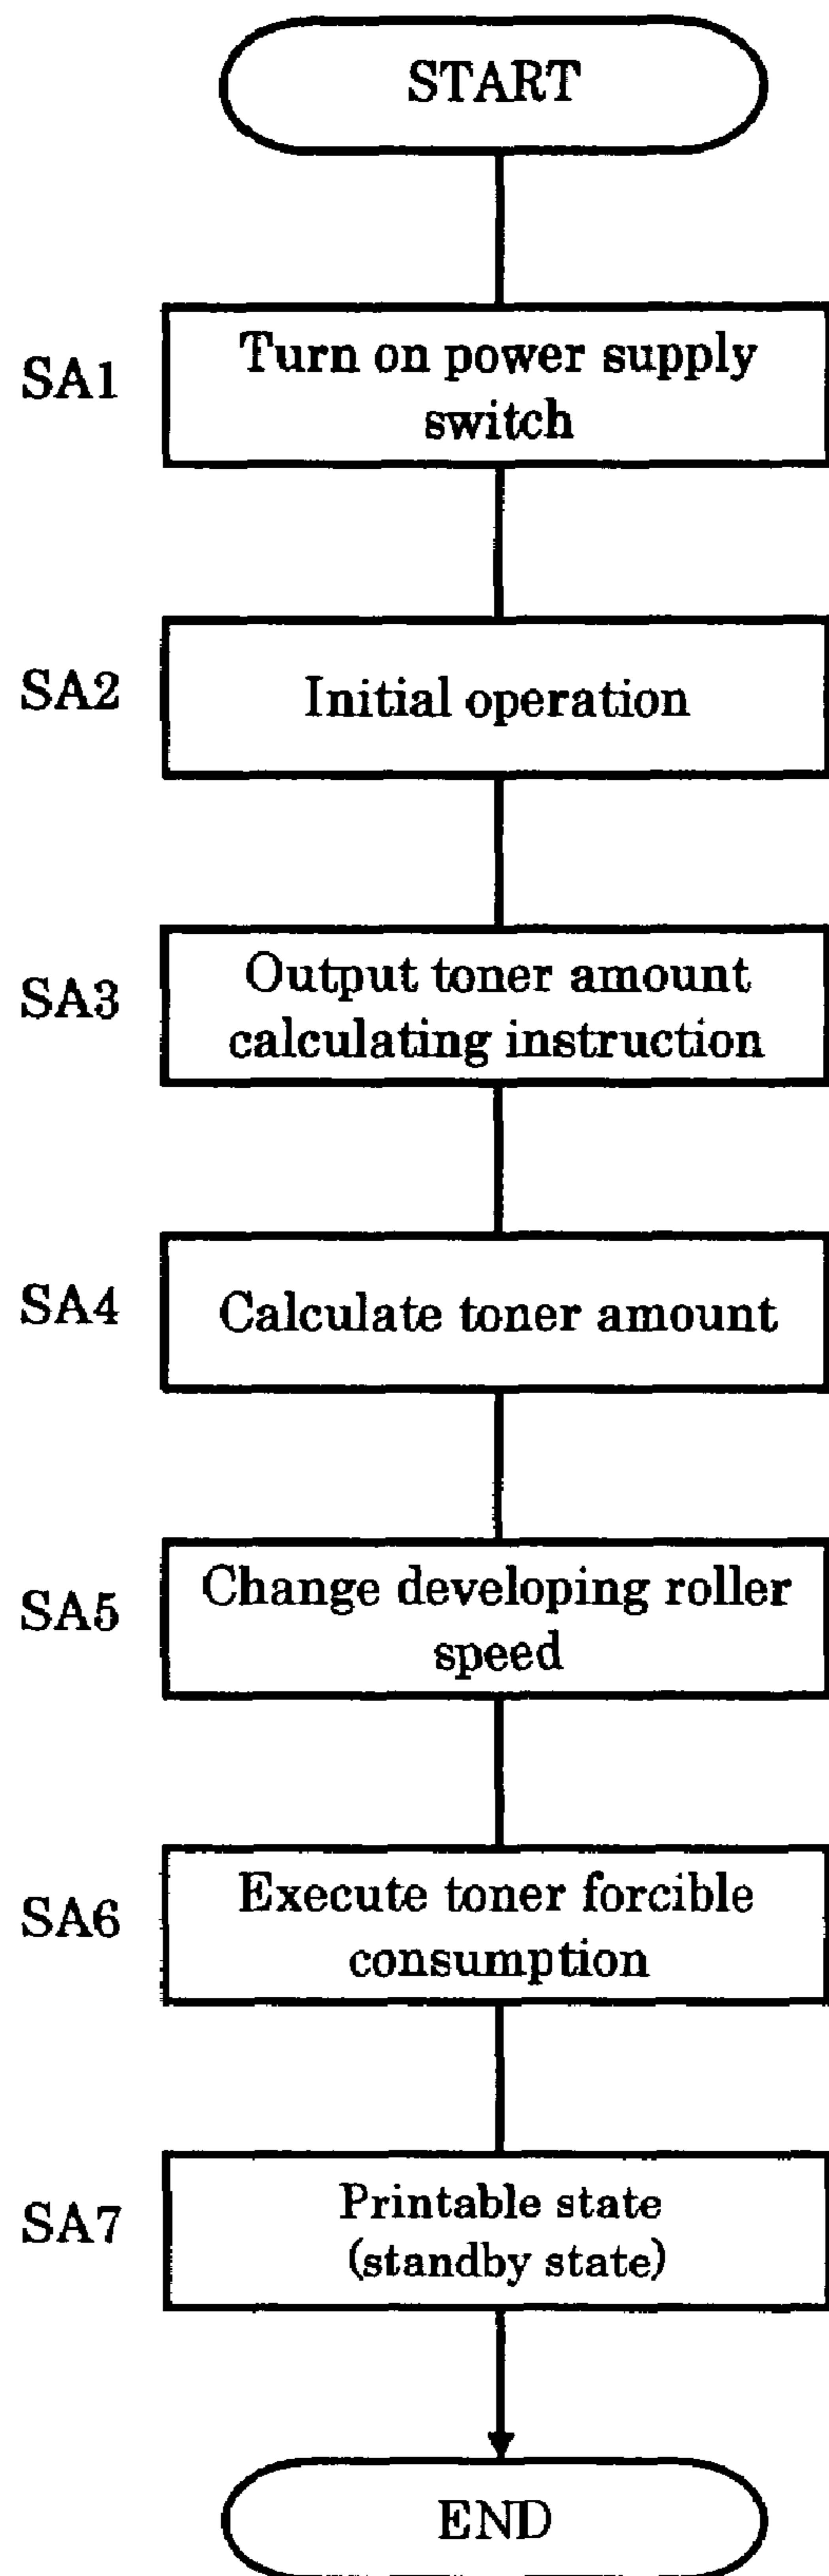 START
SA1
Turn on power supply
switch
SA2
Initial operation
SA3
Output toner amount
calculating instruction
SA4
Calculate toner amount
SA5
Change developing roller
speed
SA6
Execute toner forcible
consumption
SA7
Printable state
(standby state)
END